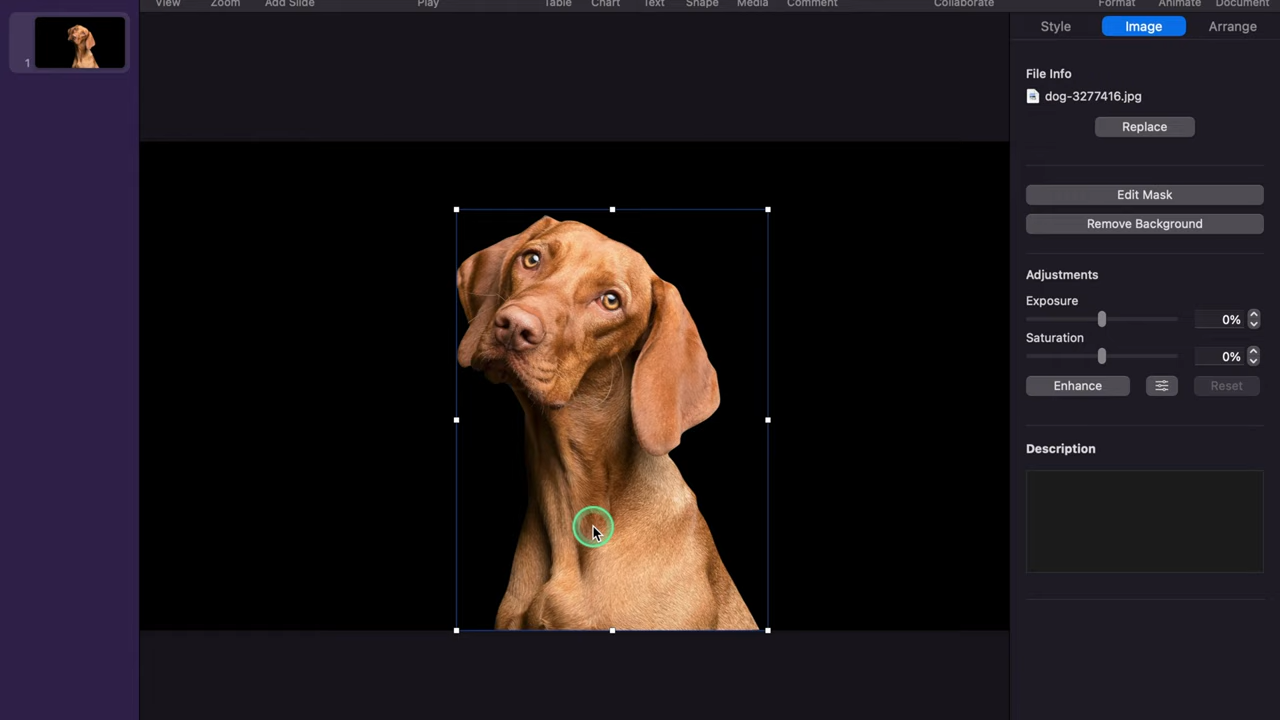 View Zoom Add Slide Play Table Chart Text Shape Media Comment Collaborate Format Animate Document
Style Image Arrange
1
File Info
dog-3277416.jpg
Replace
Edit Mask
Remove Background
Adjustments
Exposure
0%
Saturation
0%
Enhance Reset
Description